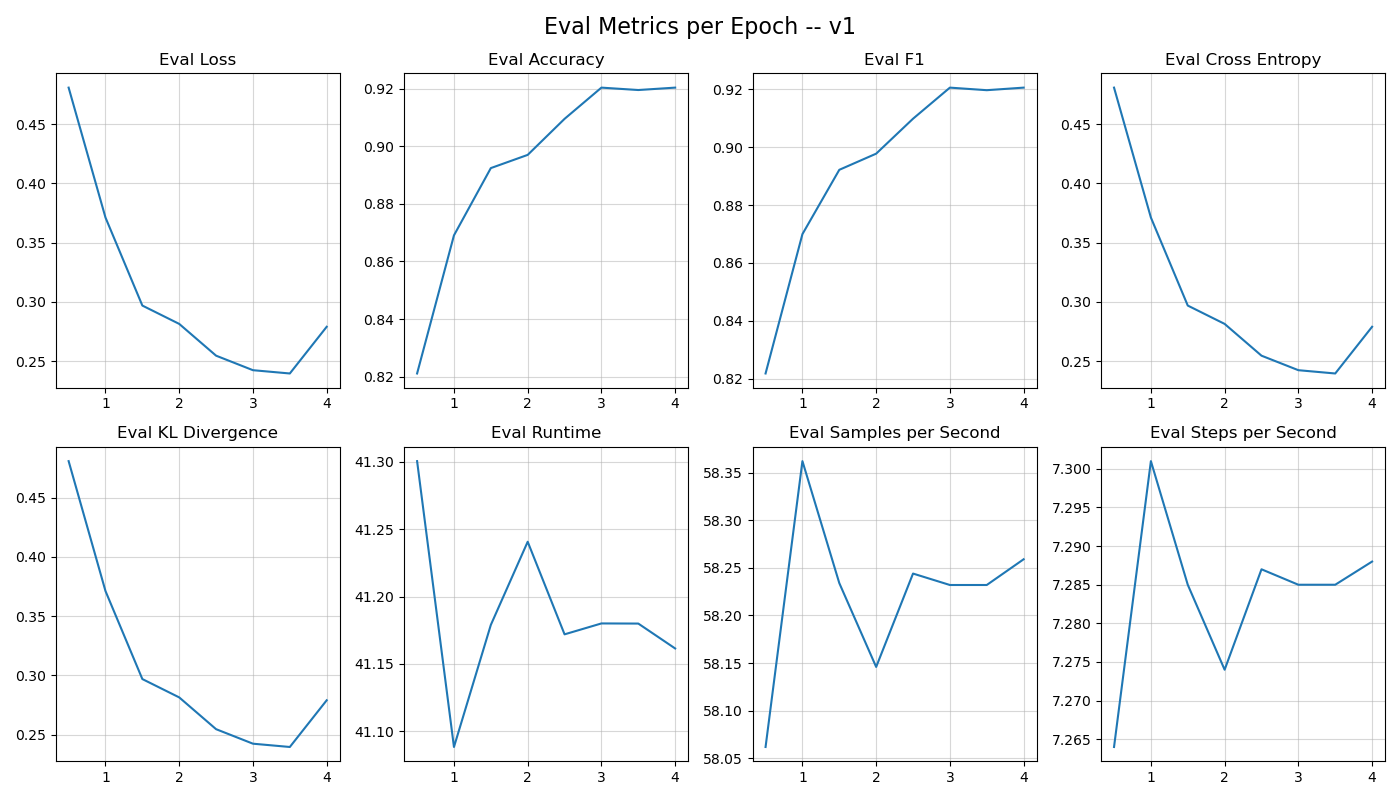 Eval Metrics per Epoch -- v1
Eval Loss
0.45
0.40
0.35
0.30
0.25
1 2 3 4
Eval Accuracy
0.92
0.90
0.88
0.86
0.84
0.82
1 2 3 4
Eval F1
0.92
0.90
0.88
0.86
0.84
0.82
1 2 3 4
Eval Cross Entropy
0.45
0.40
0.35
0.30
0.25
1 2 3 4
Eval KL Divergence
0.45
0.40
0.35
0.30
0.25
1 2 3 4
Eval Runtime
41.30
41.25
41.20
41.15
41.10
1 2 3 4
Eval Samples per Second
58.35
58.30
58.25
58.20
58.15
58.10
58.05
1 2 3 4
Eval Steps per Second
7.300
7.295
7.290
7.285
7.280
7.275
7.270
7.265
1 2 3 4